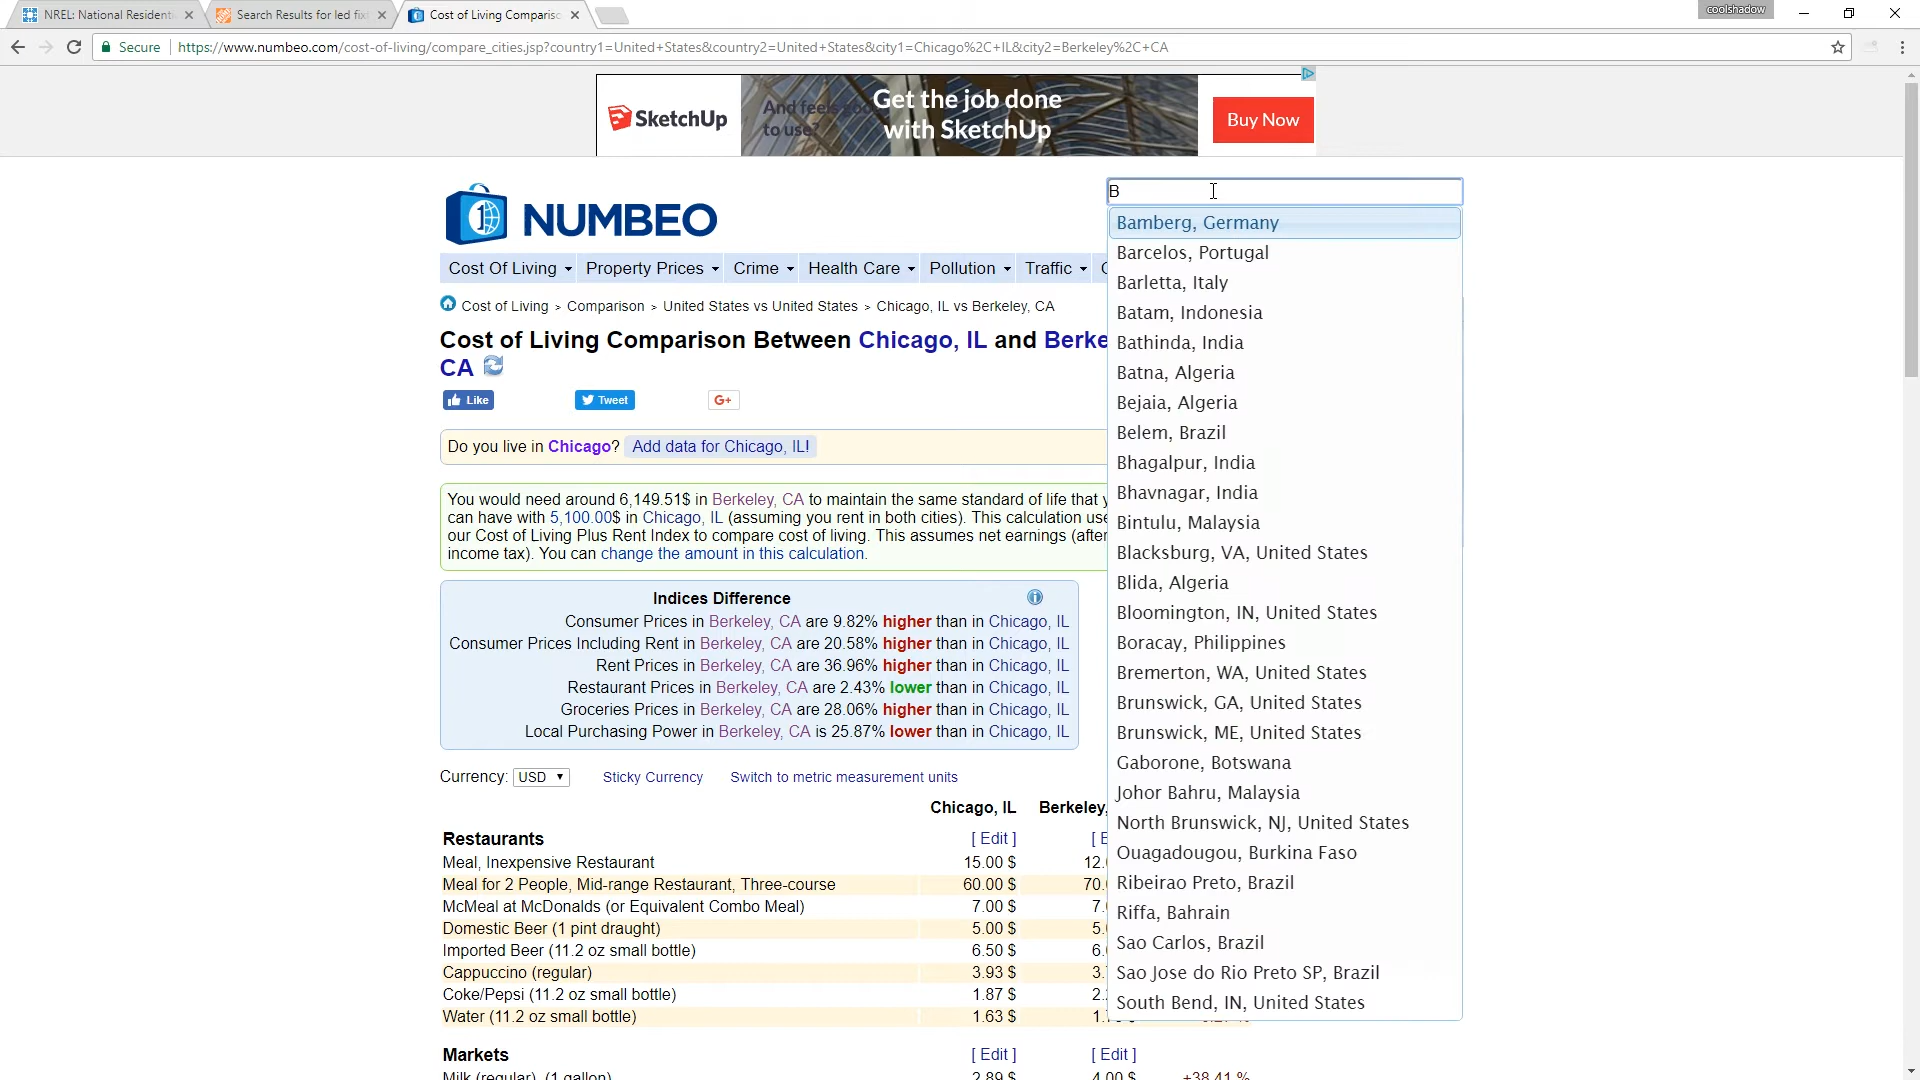 NREL: National Resident
Search Results for led fix
Cost of Living Comparisc
coolshadow
Secure
https://www.numbeo.com/cost-of-living/compare_cities.jsp?country1=United+States&country2=United+States&city1=Chicago%2C+IL&city2=Berkeley%2C+CA
SketchUp
And feels
to use?
Get the job done
with SketchUp
Buy Now
NUMBEO
B
Bamberg, Germany
Barcelos, Portugal
Barletta, Italy
Batam, Indonesia
Bathinda, India
Batna, Algeria
Bejaia, Algeria
Belem, Brazil
Bhagalpur, India
Bhavnagar, India
Bintulu, Malaysia
Blacksburg, VA, United States
Blida, Algeria
Bloomington, IN, United States
Boracay, Philippines
Bremerton, WA, United States
Brunswick, GA, United States
Brunswick, ME, United States
Gaborone, Botswana
Johor Bahru, Malaysia
North Brunswick, NJ, United States
Ouagadougou, Burkina Faso
Ribeirao Preto, Brazil
Riffa, Bahrain
Sao Carlos, Brazil
Sao Jose do Rio Preto SP, Brazil
South Bend, IN, United States
Cost Of Living Property Prices Crime Health Care Pollution Traffic
Cost of Living > Comparison > United States vs United States > Chicago, IL vs Berkeley, CA
Cost of Living Comparison Between Chicago, IL and Berke
CA
Like
Tweet
G+
Do you live in Chicago? Add data for Chicago, IL!
You would need around 6,149.51$ in Berkeley, CA to maintain the same standard of life that y
can have with 5,100.00$ in Chicago, IL (assuming you rent in both cities). This calculation use
our Cost of Living Plus Rent Index to compare cost of living. This assumes net earnings (after
income tax). You can change the amount in this calculation.
Indices Difference
Consumer Prices in Berkeley, CA are 9.82% higher than in Chicago, IL
Consumer Prices Including Rent in Berkeley, CA are 20.58% higher than in Chicago, IL
Rent Prices in Berkeley, CA are 36.96% higher than in Chicago, IL
Restaurant Prices in Berkeley, CA are 2.43% lower than in Chicago, IL
Groceries Prices in Berkeley, CA are 28.06% higher than in Chicago, IL
Local Purchasing Power in Berkeley, CA is 25.87% lower than in Chicago, IL
Currency: USD Sticky Currency Switch to metric measurement units
Chicago, IL Berkeley,
Restaurants [ Edit ] [ E
Meal, Inexpensive Restaurant 15.00 $ 12.
Meal for 2 People, Mid-range Restaurant, Three-course 60.00 $ 70.
McMeal at McDonalds (or Equivalent Combo Meal) 7.00 $ 7.
Domestic Beer (1 pint draught) 5.00 $ 5.
Imported Beer (11.2 oz small bottle) 6.50 $ 6.
Cappuccino (regular) 3.93 $ 3.
Coke/Pepsi (11.2 oz small bottle) 1.87 $ 2.
Water (11.2 oz small bottle) 1.63 $ 1.
Markets [ Edit ] [ Edit ]
Milk (regular), (1 gallon) 2.89 $ 4.00 $ +38.41 %